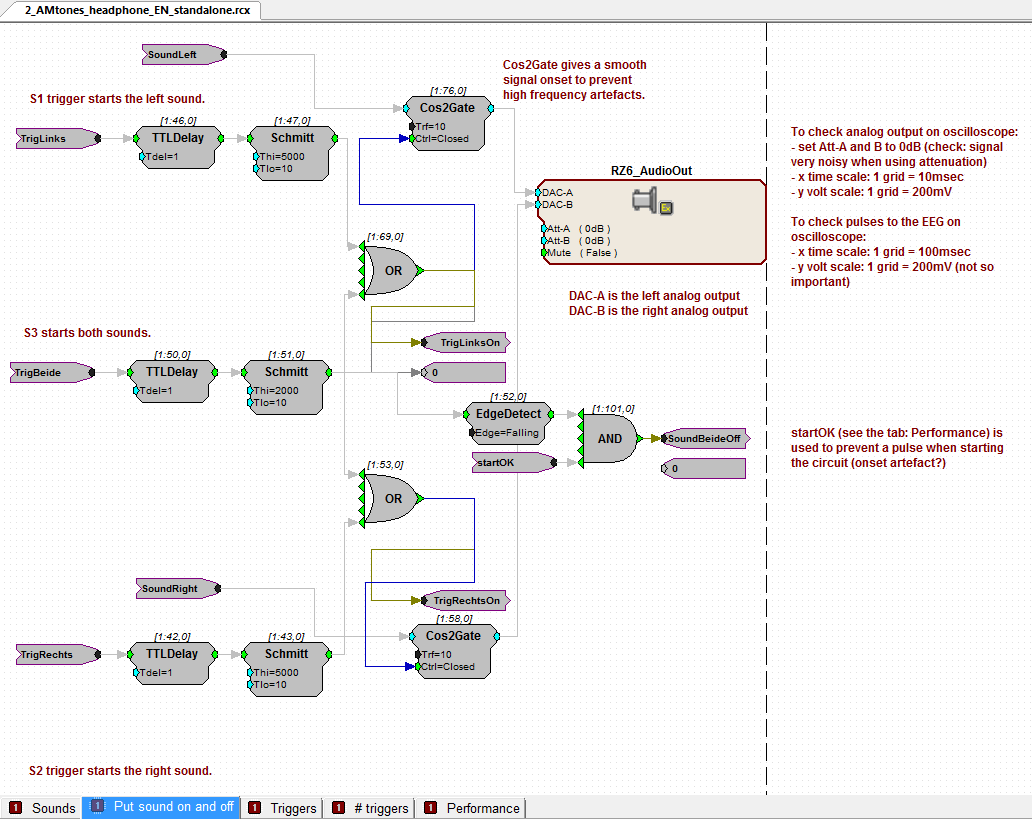 2_AMtones_headphone_EN_standalone.rcx
SoundLeft
Cos2Gate gives a smooth
signal onset to prevent
high frequency artefacts.
S1 trigger starts the left sound.
[1:76,0]
Cos2Gate
Trf=10
Ctrl=Closed
TrigLinks
[1:46,0]
TTLDelay
Tdel=1
[1:47,0]
Schmitt
Thi=5000
Tlo=10
To check analog output on oscilloscope:
- set Att-A and B to 0dB (check: signal
very noisy when using attenuation)
- x time scale: 1 grid = 10msec
- y volt scale: 1 grid = 200mV
To check pulses to the EEG on
oscilloscope:
- x time scale: 1 grid = 100msec
- y volt scale: 1 grid = 200mV (not so
important)
RZ6_AudioOut
DAC-A
DAC-B
Att-A ( 0dB )
Att-B ( 0dB )
Mute ( False )
[1:69,0]
OR
DAC-A is the left analog output
DAC-B is the right analog output
S3 starts both sounds.
TrigLinksOn
0
TrigBeide
[1:50,0]
TTLDelay
Tdel=1
[1:51,0]
Schmitt
Thi=2000
Tlo=10
[1:52,0]
EdgeDetect
Edge=Falling
[1:101,0]
AND
SoundBeideOff
0
startOK
startOK (see the tab: Performance) is
used to prevent a pulse when starting
the circuit (onset artefact?)
[1:53,0]
OR
SoundRight
TrigRechtsOn
[1:58,0]
Cos2Gate
Trf=10
Ctrl=Closed
TrigRechts
[1:42,0]
TTLDelay
Tdel=1
[1:43,0]
Schmitt
Thi=5000
Tlo=10
S2 trigger starts the right sound.
1 Sounds
1 Put sound on and off
1 Triggers
1 # triggers
1 Performance